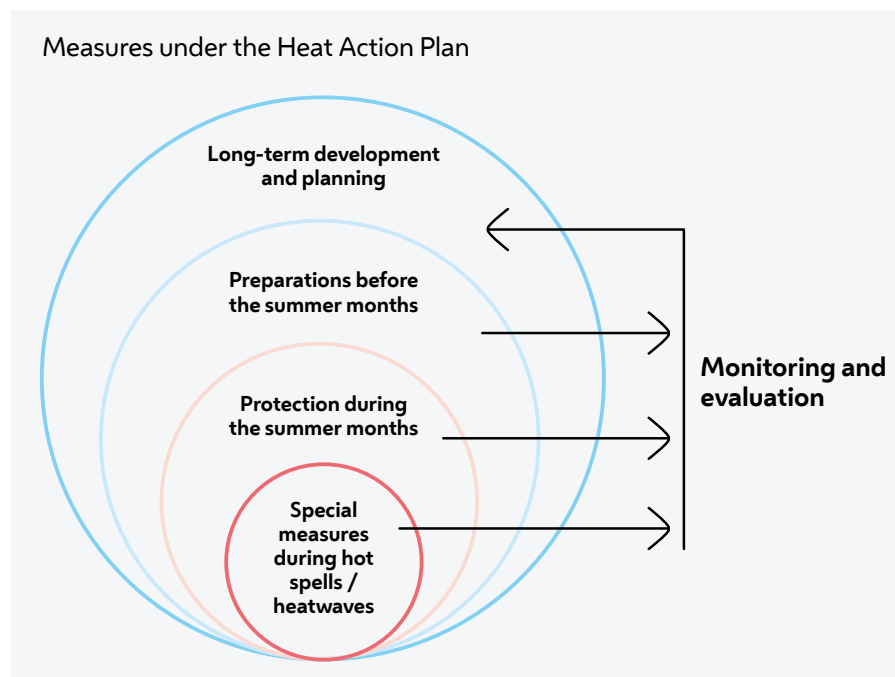 Measures under the Heat Action Plan
Long-term development
and planning
Preparations before
the summer months
Protection during
the summer months
Special
measures
during hot
spells /
heatwaves
Monitoring and
evaluation